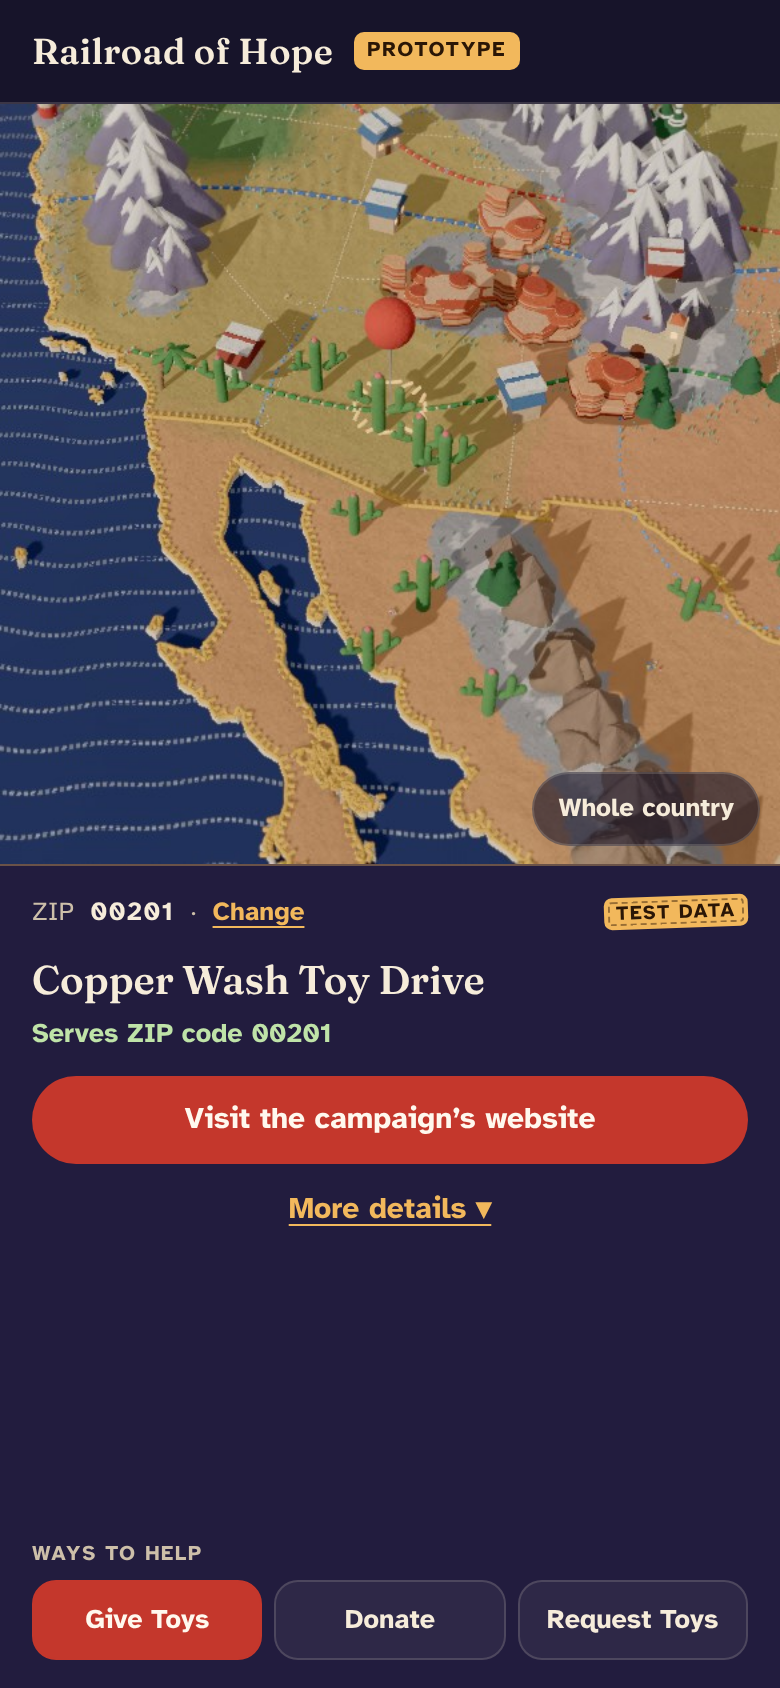 Railroad of Hope PROTOTYPE
Whole country
ZIP 00201 · Change TEST DATA
Copper Wash Toy Drive
Serves ZIP code 00201
Visit the campaign’s website
More details ▾
WAYS TO HELP
Give Toys Donate Request Toys